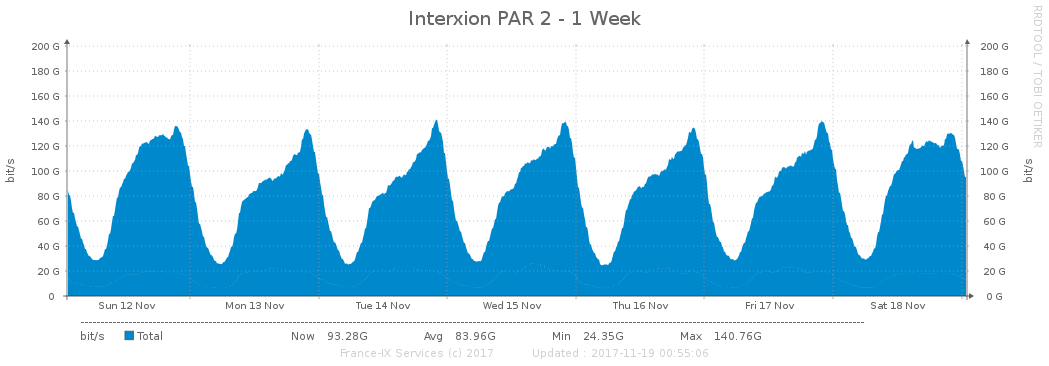 Interxion PAR 2 - 1 Week
RRDTOOL / TOBI OETIKER
200 G 200 G
180 G 180 G
160 G 160 G
140 G 140 G
120 G 120 G
100 G 100 G
80 G 80 G
60 G 60 G
40 G 40 G
20 G 20 G
0 0 G
bit/s
bit/s
Sun 12 Nov Mon 13 Nov Tue 14 Nov Wed 15 Nov Thu 16 Nov Fri 17 Nov Sat 18 Nov
bit/s Total Now 93.28G Avg 83.96G Min 24.35G Max 140.76G
France-IX Services (c) 2017 Updated : 2017-11-19 00:55:06